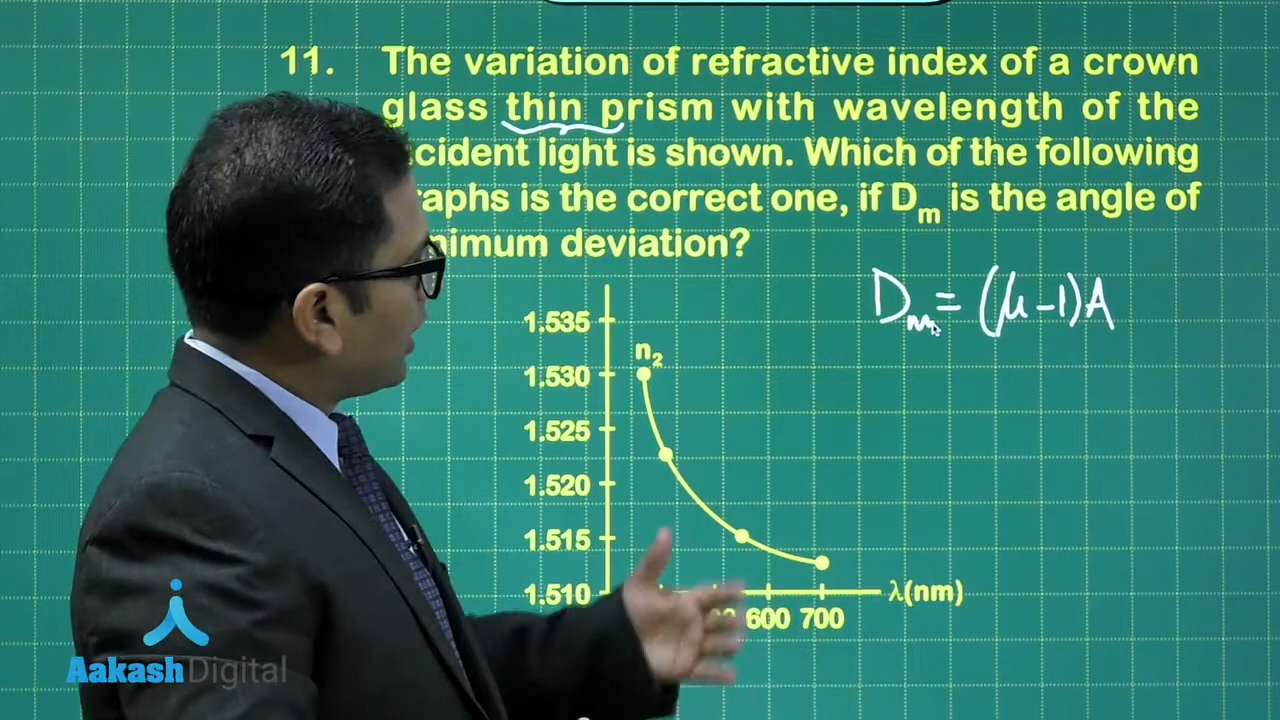 11. The variation of refractive index of a crown
glass thin prism with wavelength of the
cident light is shown. Which of the following
raphs is the correct one, if Dm is the angle of
nimum deviation?
Dm = (μ-1)A
1.535
n2
1.530
1.525
1.520
1.515
1.510
λ(nm)
600 700
Aakash Digital